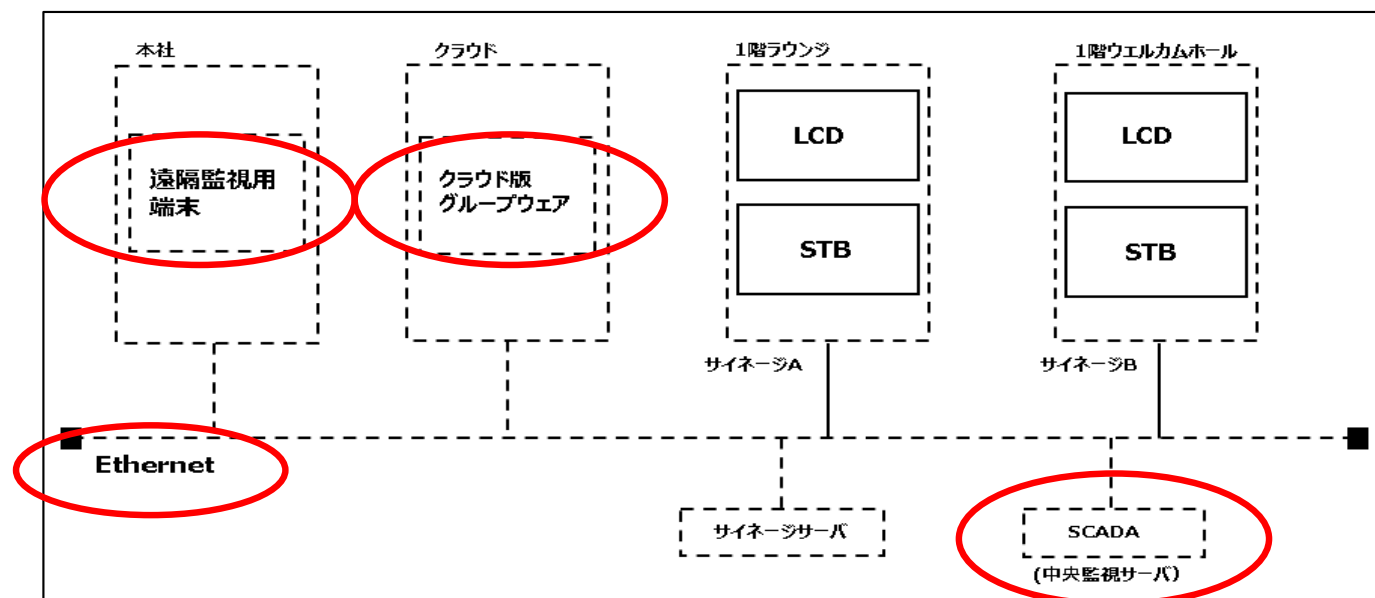 本社
クラウド
1階ラウンジ
1階ウエルカムホール
遠隔監視用
端末
クラウド版
グループウェア
LCD
STB
LCD
STB
サイネージA
サイネージB
Ethernet
サイネージサーバ
SCADA
(中央監視サーバ)